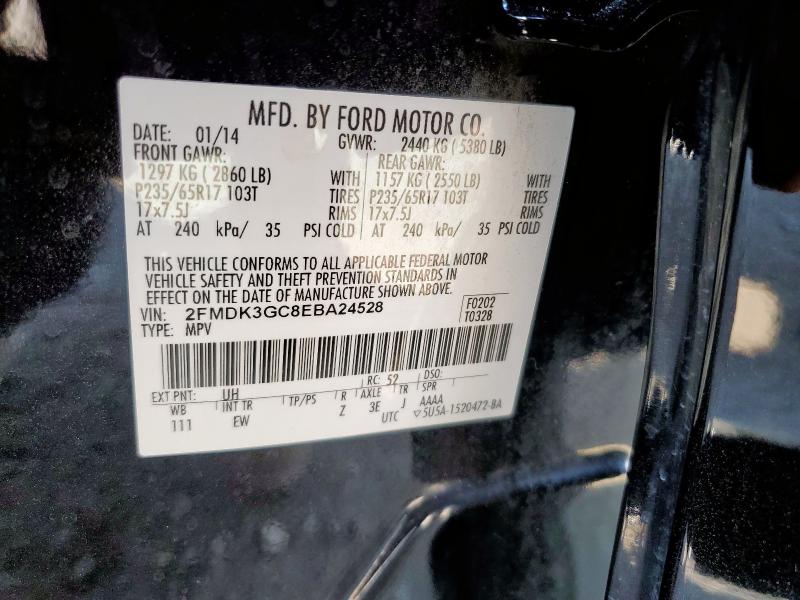 MFD. BY FORD MOTOR CO.
DATE: 01/14 GVWR: 2440 KG ( 5380 LB)
FRONT GAWR: REAR GAWR:
1297 KG ( 2860 LB) WITH 1157 KG ( 2550 LB) WITH
P235/65R17 103T TIRES P235/65R17 103T TIRES
17x7.5J RIMS 17x7.5J RIMS
AT 240 kPa/ 35 PSI COLD AT 240 kPa/ 35 PSI COLD
THIS VEHICLE CONFORMS TO ALL APPLICABLE FEDERAL MOTOR
VEHICLE SAFETY AND THEFT PREVENTION STANDARDS IN
EFFECT ON THE DATE OF MANUFACTURE SHOWN ABOVE.
VIN: 2FMDK3GC8EBA24528 F0202
TYPE: MPV T0328
EXT PNT: UH RC: 52 DSO:
WB INT TR TP/PS R AXLE TR SPR
111 EW Z 3E J AAAA
UTC ▽5U5A-1520472-BA